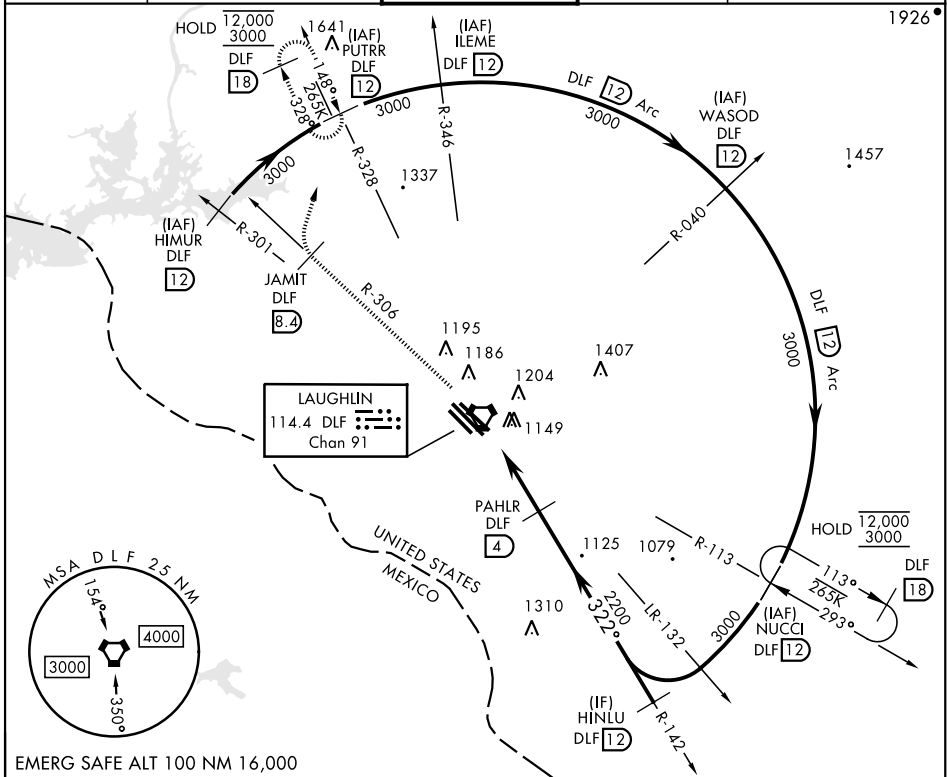 1926
HOLD 12,000
3000
DLF
18
1641
(IAF)
PUTRR
DLF
12
(IAF)
ILEME
DLF 12
DLF 12 Arc
3000
3000
(IAF)
WASOD
DLF
12
148°
265K
328°
R-346
R-328
1337
1457
3000
R-040
(IAF)
HIMUR
DLF
12
R-301
JAMIT
DLF
8.4
R-306
DLF 12 Arc
3000
1195
1186
1407
1204
1149
LAUGHLIN
114.4 DLF
Chan 91
PAHLR
DLF
4
UNITED STATES
MEXICO
1125
1079
R-113
HOLD 12,000
3000
DLF
18
113°
265K
293°
(IAF)
NUCCI
DLF 12
3000
LR-132
2200
322°
1310
(IF)
HINLU
DLF 12
R-142
MSA DLF 25 NM
154°
4000
3000
350°
EMERG SAFE ALT 100 NM 16,000